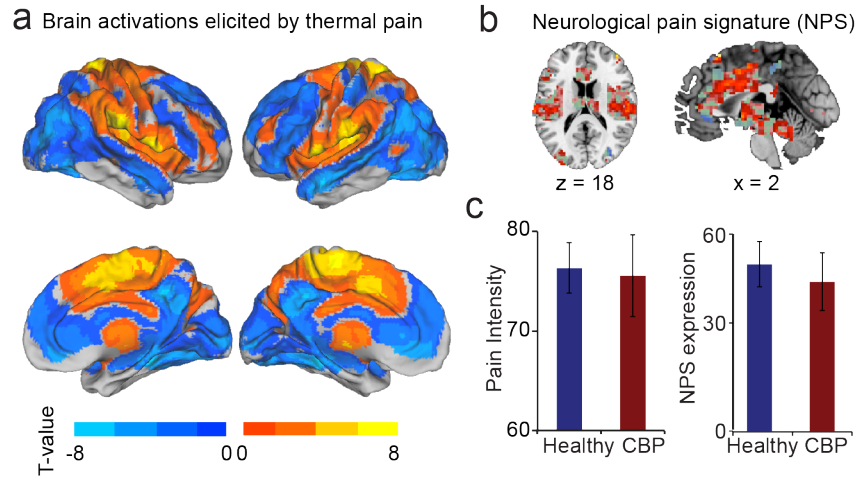 a Brain activations elicited by thermal pain
T-value
-8 0 0 8
b Neurological pain signature (NPS)
z = 18 x = 2
c
Pain Intensity
80
70
60
Healthy CBP
NPS expression
60
30
0
Healthy CBP